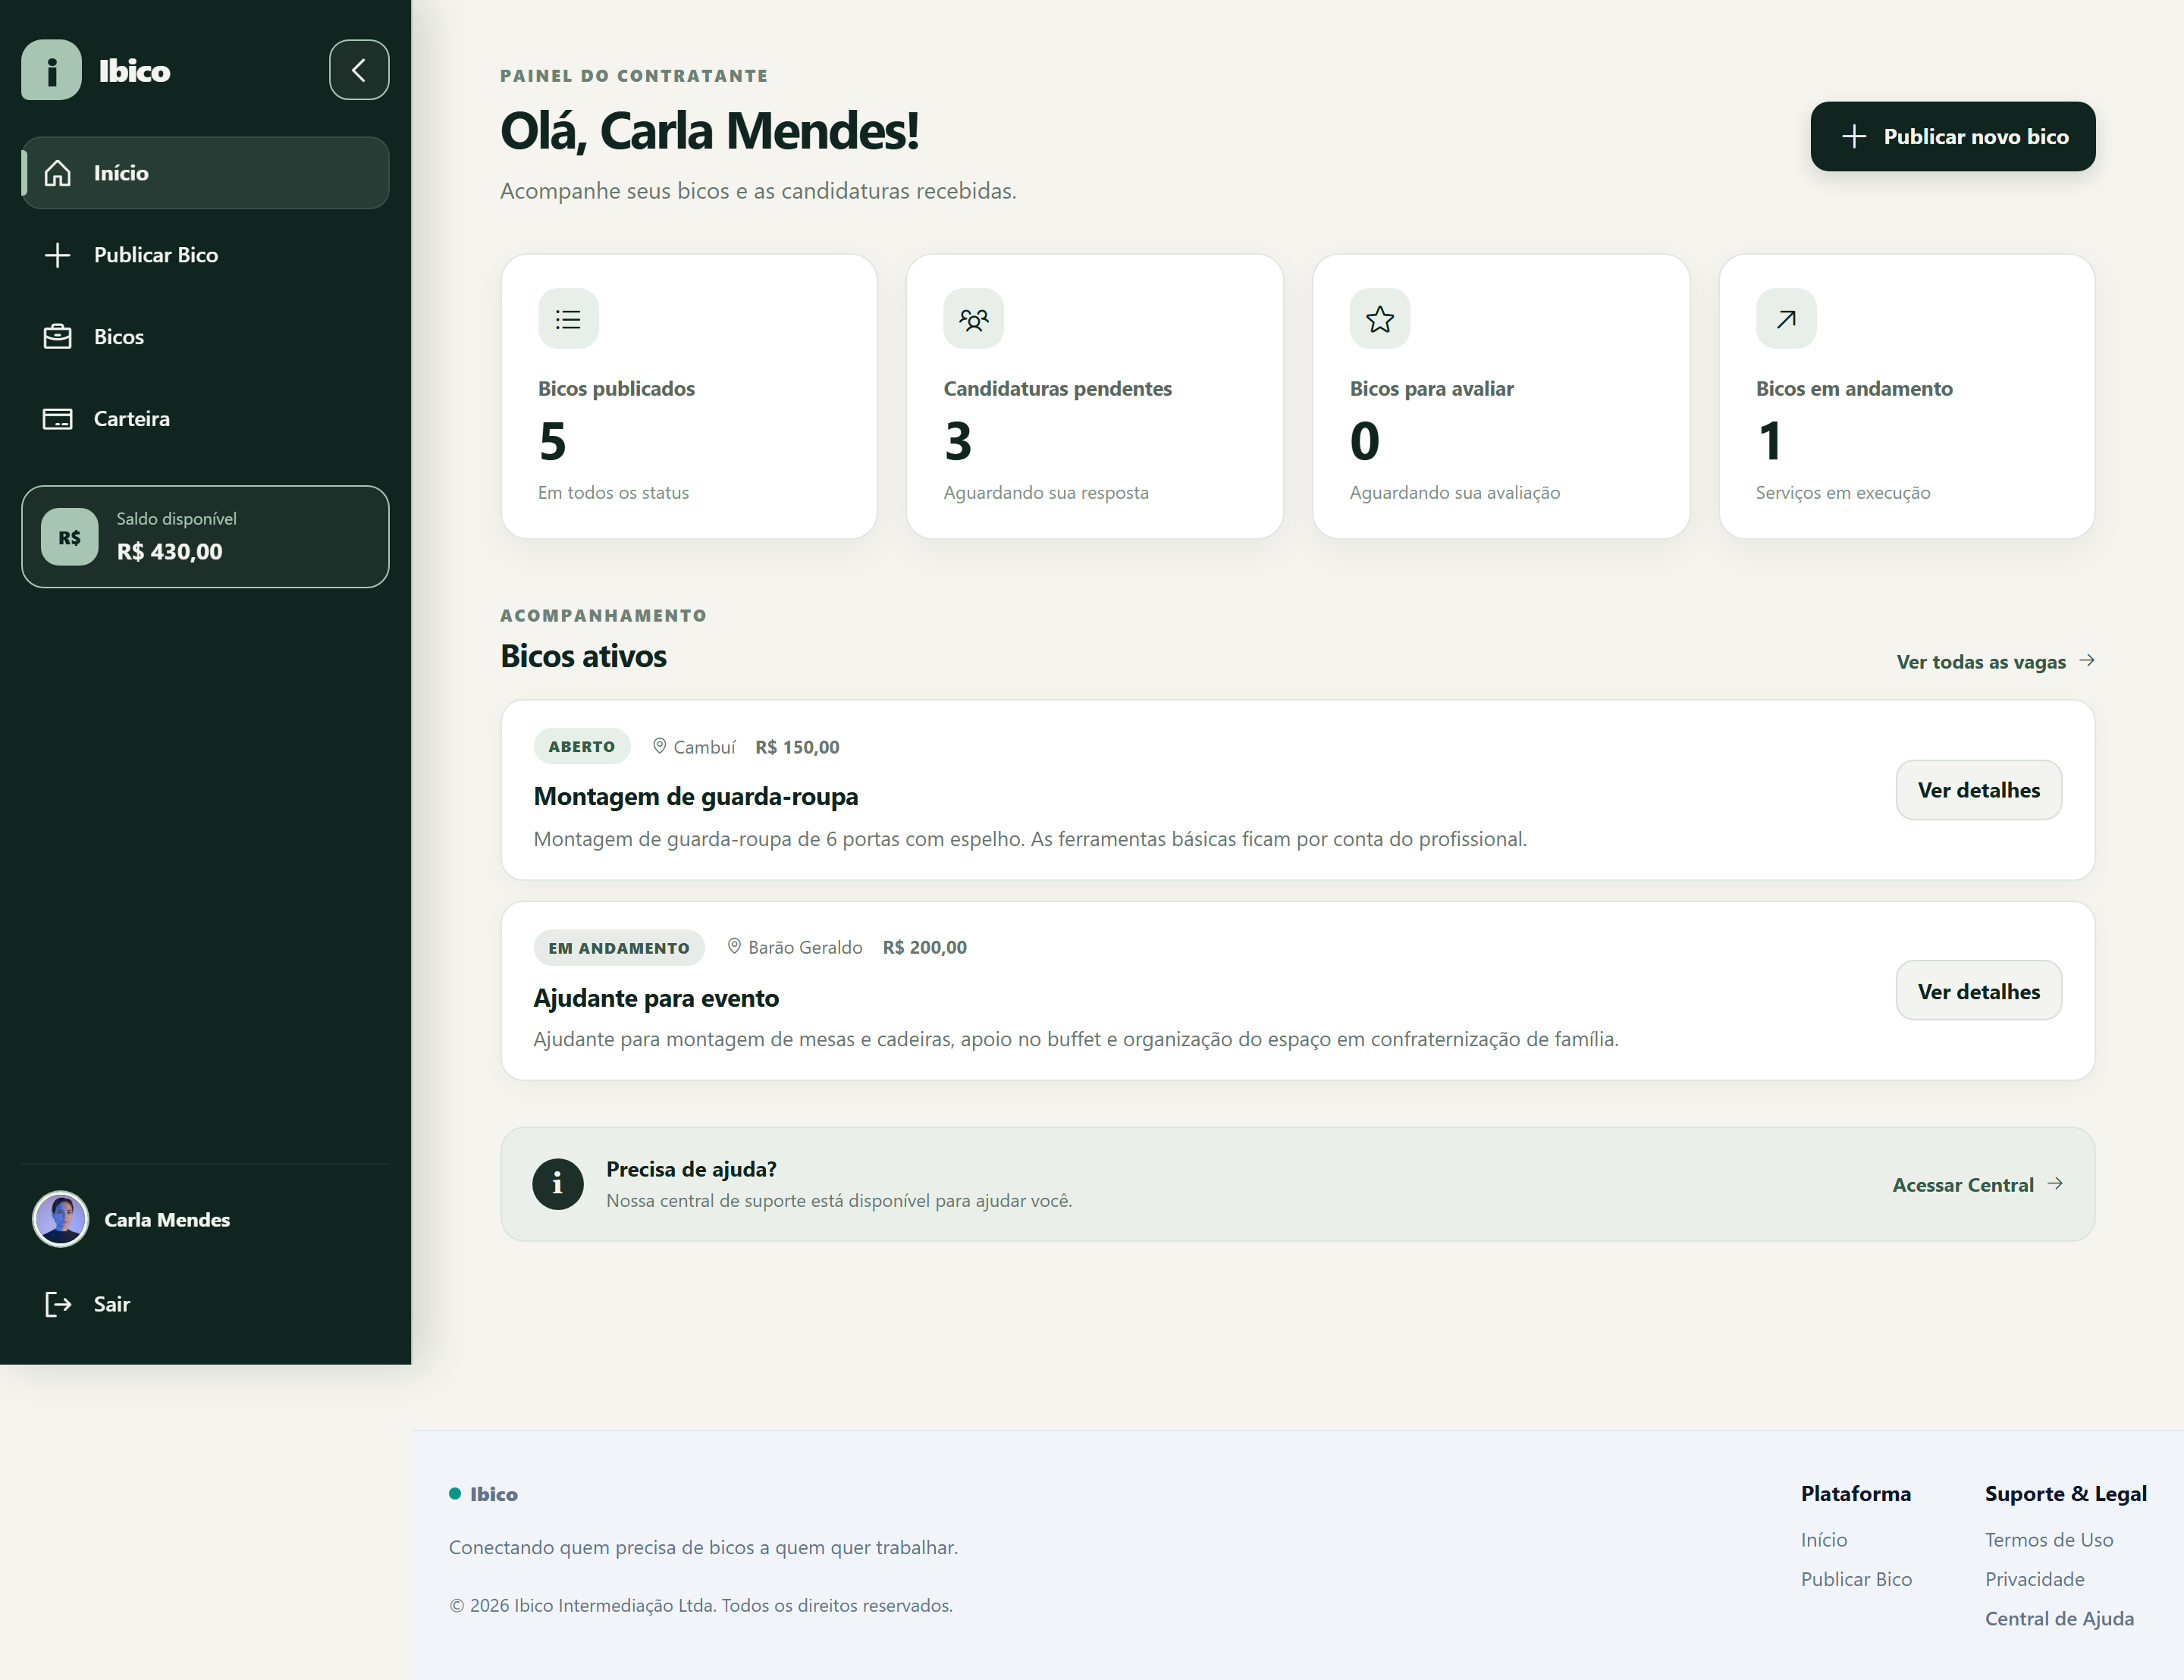 i
Ibico
Início
Publicar Bico
Bicos
Carteira
R$
Saldo disponível
R$ 430,00
Carla Mendes
Sair
PAINEL DO CONTRATANTE
Olá, Carla Mendes!
Acompanhe seus bicos e as candidaturas recebidas.
Publicar novo bico
Bicos publicados
5
Em todos os status
Candidaturas pendentes
3
Aguardando sua resposta
Bicos para avaliar
0
Aguardando sua avaliação
Bicos em andamento
1
Serviços em execução
ACOMPANHAMENTO
Bicos ativos
Ver todas as vagas
ABERTO Cambuí R$ 150,00
Montagem de guarda-roupa
Montagem de guarda-roupa de 6 portas com espelho. As ferramentas básicas ficam por conta do profissional.
Ver detalhes
EM ANDAMENTO Barão Geraldo R$ 200,00
Ajudante para evento
Ajudante para montagem de mesas e cadeiras, apoio no buffet e organização do espaço em confraternização de família.
Ver detalhes
i
Precisa de ajuda?
Nossa central de suporte está disponível para ajudar você.
Acessar Central
Ibico
Conectando quem precisa de bicos a quem quer trabalhar.
© 2026 Ibico Intermediação Ltda. Todos os direitos reservados.
Plataforma
Início
Publicar Bico
Suporte & Legal
Termos de Uso
Privacidade
Central de Ajuda